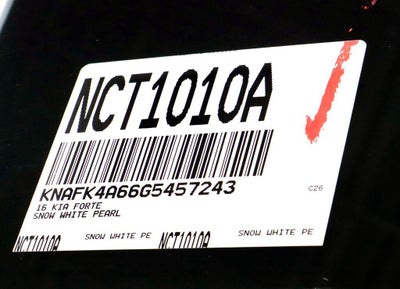 NCT1010A
KNAFK4A66G5457243
16 KIA FORTE
C26
SNOW WHITE PEARL
NCT1010A SNOW WHITE PE NCT1010A SNOW WHITE PE